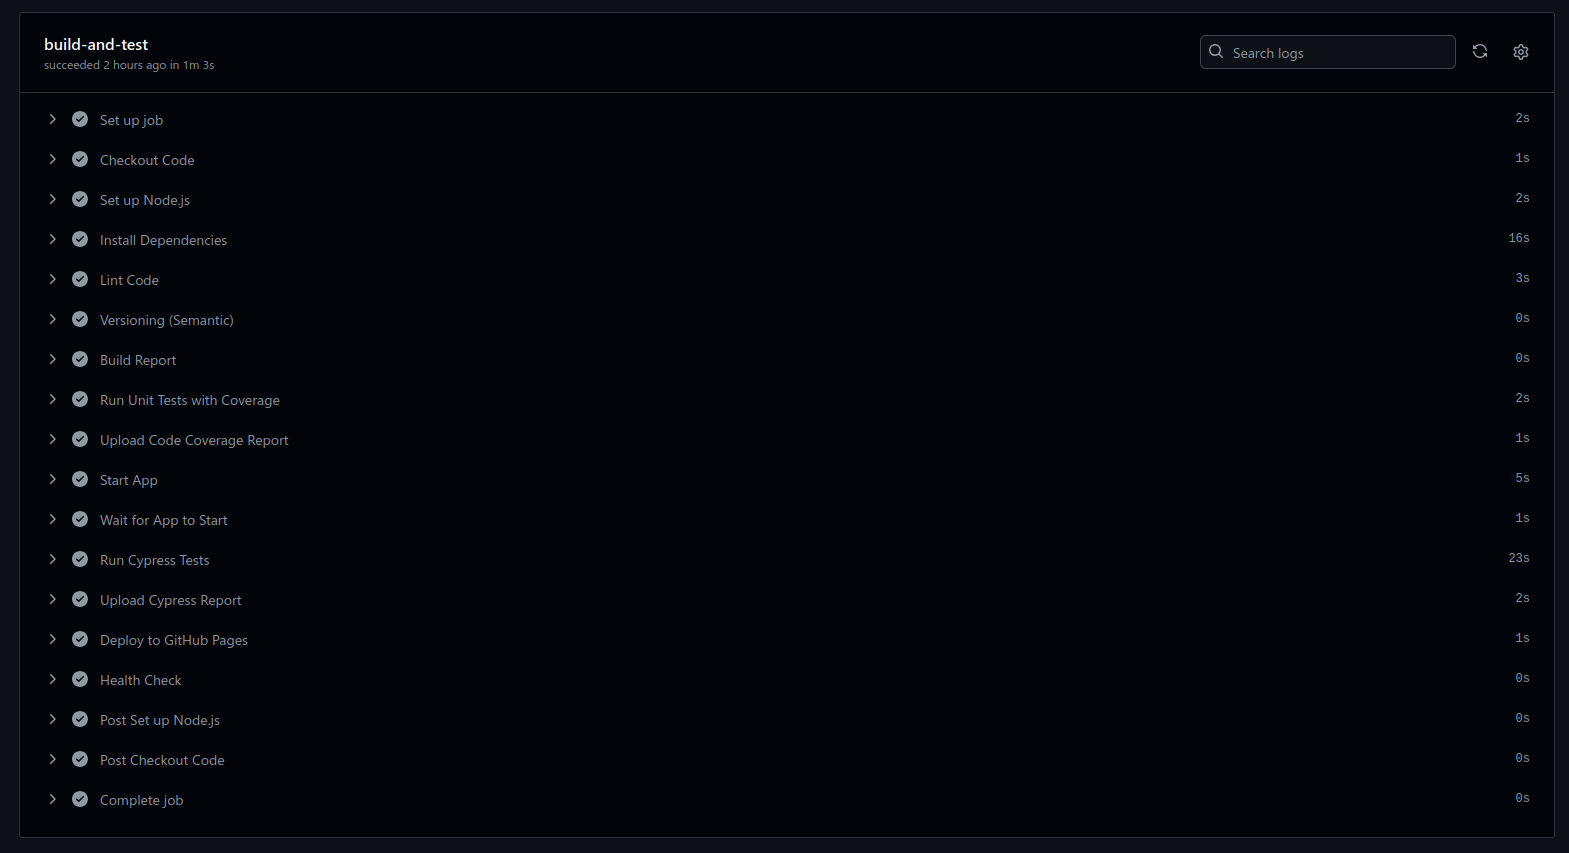 build-and-test
succeeded 2 hours ago in 1m 3s
Search logs
Set up job 2s
Checkout Code 1s
Set up Node.js 2s
Install Dependencies 16s
Lint Code 3s
Versioning (Semantic) 0s
Build Report 0s
Run Unit Tests with Coverage 2s
Upload Code Coverage Report 1s
Start App 5s
Wait for App to Start 1s
Run Cypress Tests 23s
Upload Cypress Report 2s
Deploy to GitHub Pages 1s
Health Check 0s
Post Set up Node.js 0s
Post Checkout Code 0s
Complete job 0s